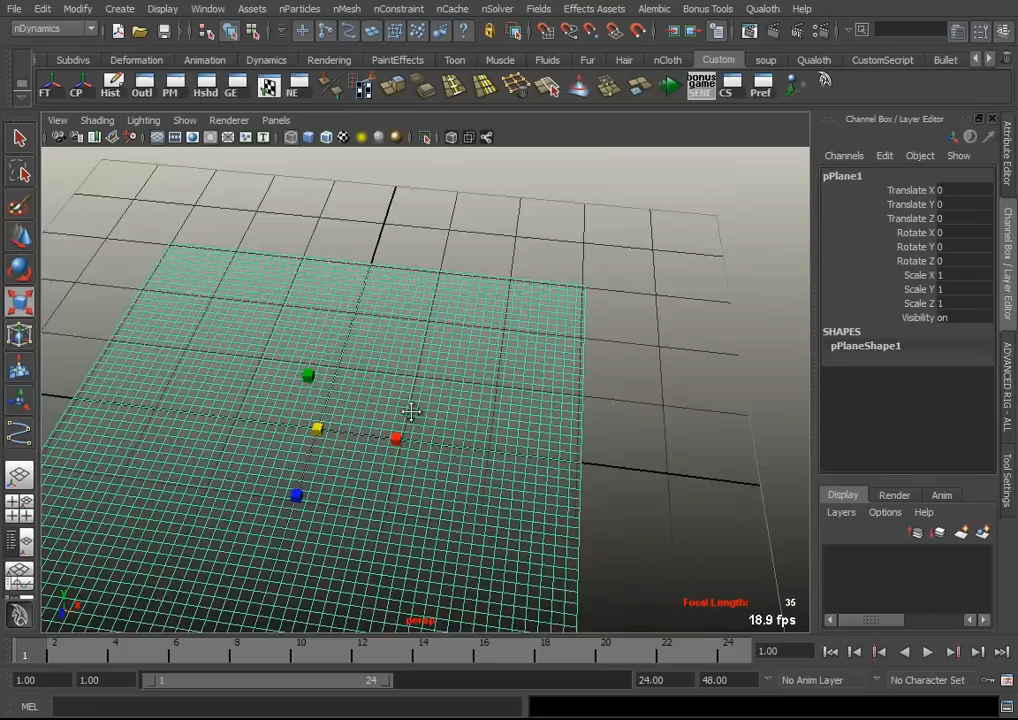 File Edit Modify Create Display Window Assets nParticles nMesh nConstraint nCache nSolver Fields Effects Assets Alembic Bonus Tools Qualoth Help
nDynamics
Subdivs Deformation Animation Dynamics Rendering PaintEffects Toon Muscle Fluids Fur Hair nCloth Custom soup Qualoth CustomScript Bullet
FT CP Hist Outl PM Hshd GE NE bonus game SENE CS Pref
View Shading Lighting Show Renderer Panels
Channel Box / Layer Editor
Channels Edit Object Show
pPlane1
Translate X 0
Translate Y 0
Translate Z 0
Rotate X 0
Rotate Y 0
Rotate Z 0
Scale X 1
Scale Y 1
Scale Z 1
Visibility on
SHAPES
pPlaneShape1
Attribute Editor
Channel Box / Layer Editor
ADVANCED RIG - ALL
Tool Settings
Display Render Anim
Layers Options Help
Focal Length: 35
18.9 fps
persp
y
x
1 2 4 6 8 10 12 14 16 18 20 22 24 1.00
1.00 1.00 1 24 24.00 48.00 No Anim Layer No Character Set
MEL